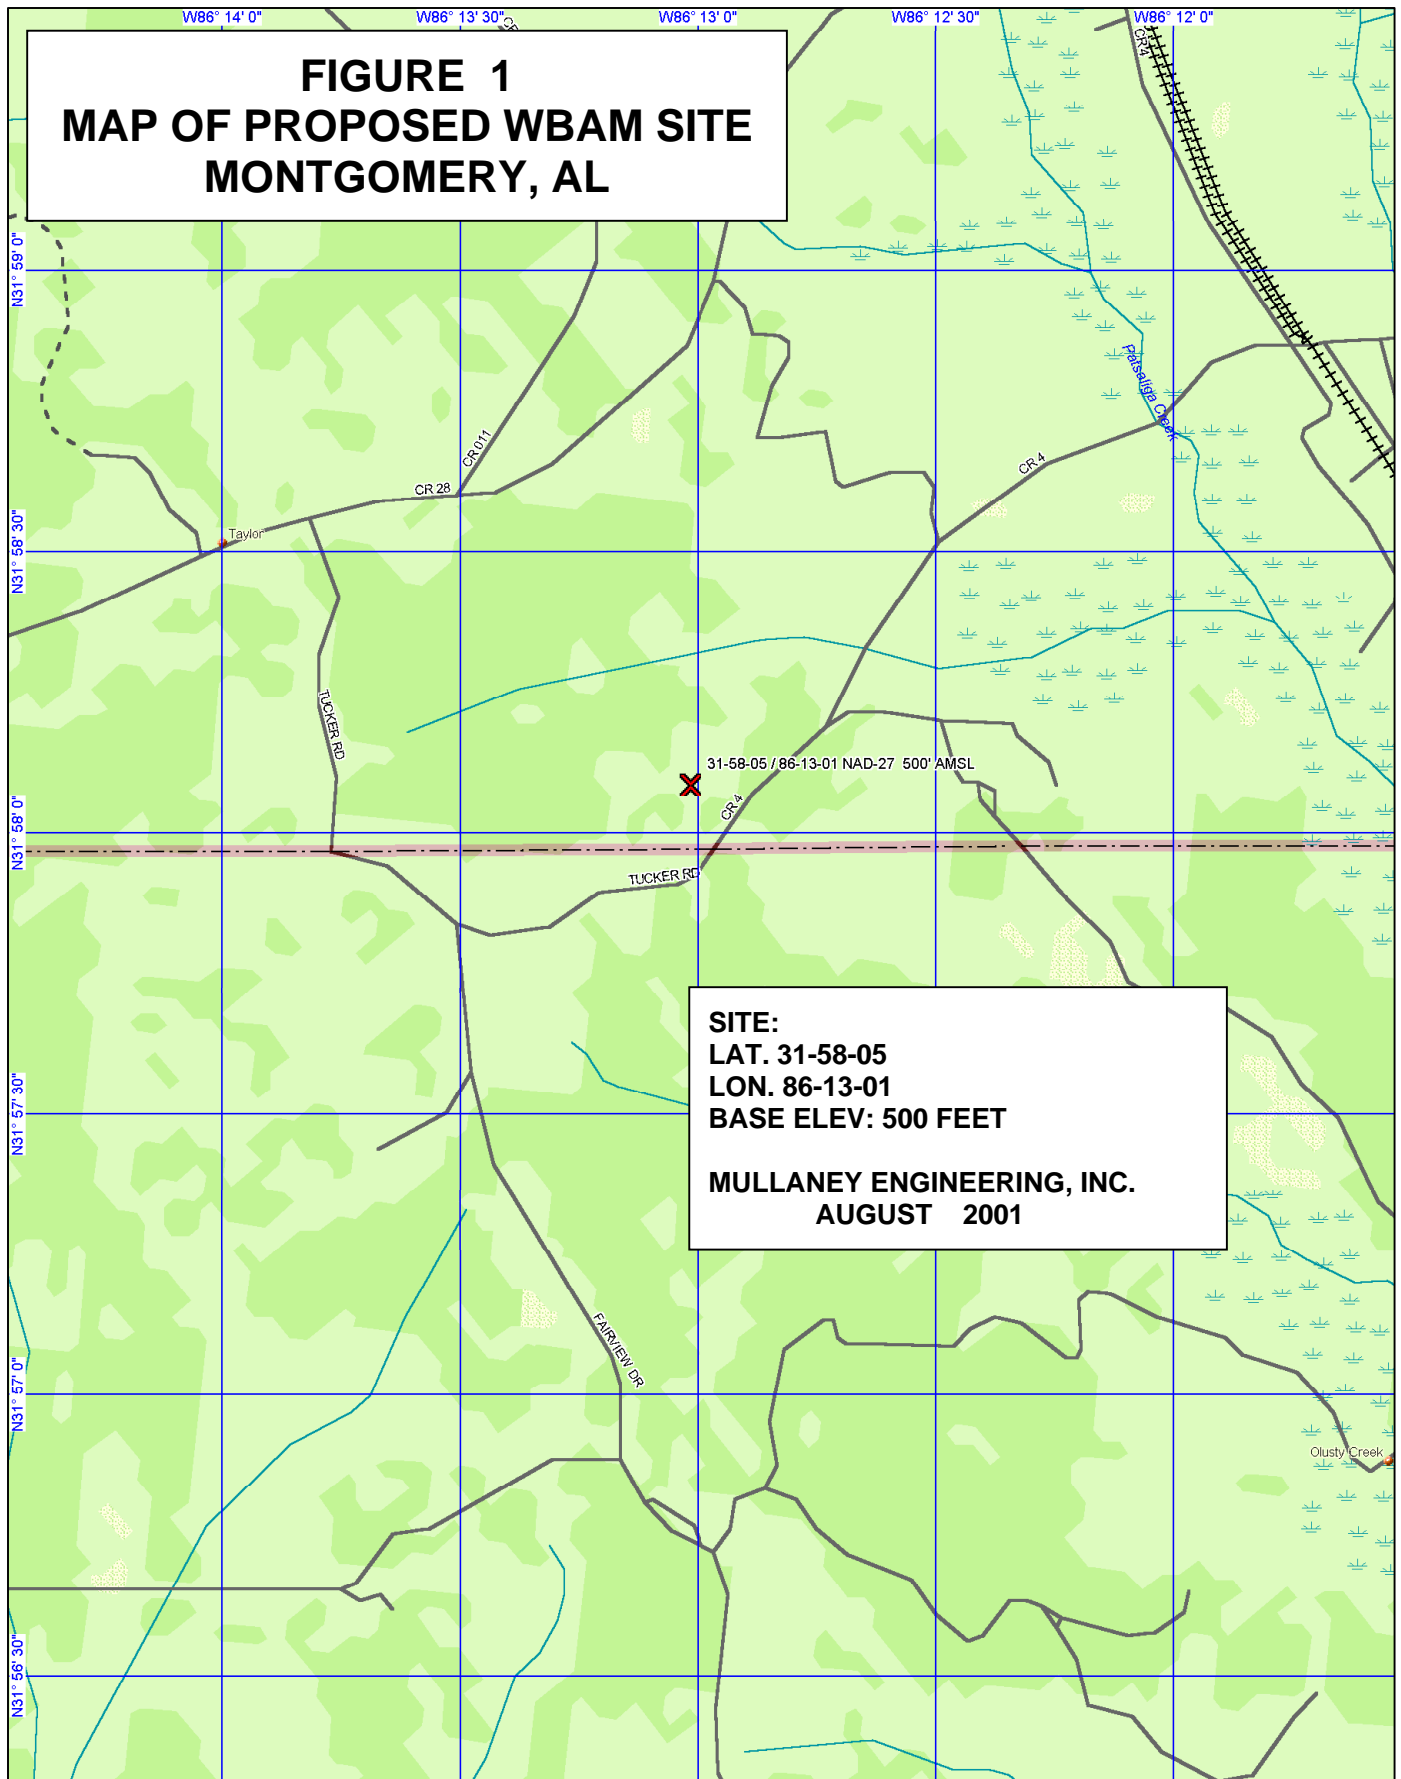 W86° 14' 0"
W86° 13' 30"
W86° 13' 0"
W86° 12' 30"
W86° 12' 0"
CR 4
FIGURE 1
MAP OF PROPOSED WBAM SITE
MONTGOMERY, AL
N31° 59' 0"
Patsaliga Creek
CR 011
CR 4
CR 28
Taylor
N31° 58' 30"
TUCKER RD
31-58-05 / 86-13-01 NAD-27 500' AMSL
CR 4
N31° 58' 0"
TUCKER RD
SITE:
LAT. 31-58-05
LON. 86-13-01
BASE ELEV: 500 FEET
MULLANEY ENGINEERING, INC.
AUGUST 2001
N31° 57' 30"
FAIRVIEW DR
N31° 57' 0"
Olusty Creek
N31° 56' 30"